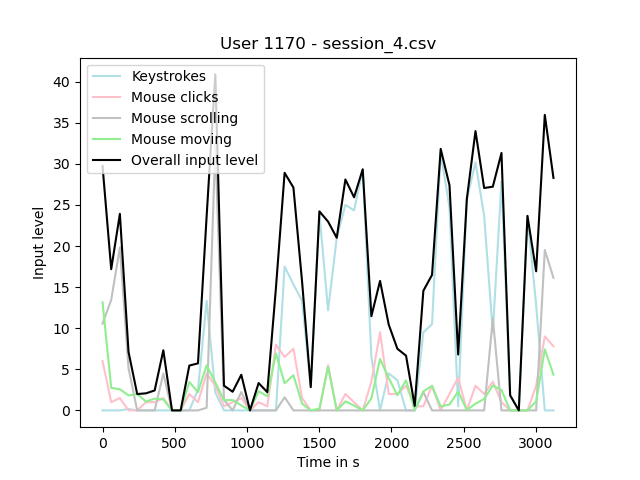 User 1170 - session_4.csv
Keystrokes
Mouse clicks
Mouse scrolling
Mouse moving
Overall input level
40
35
30
25
20
15
10
5
0
Input level
0 500 1000 1500 2000 2500 3000
Time in s